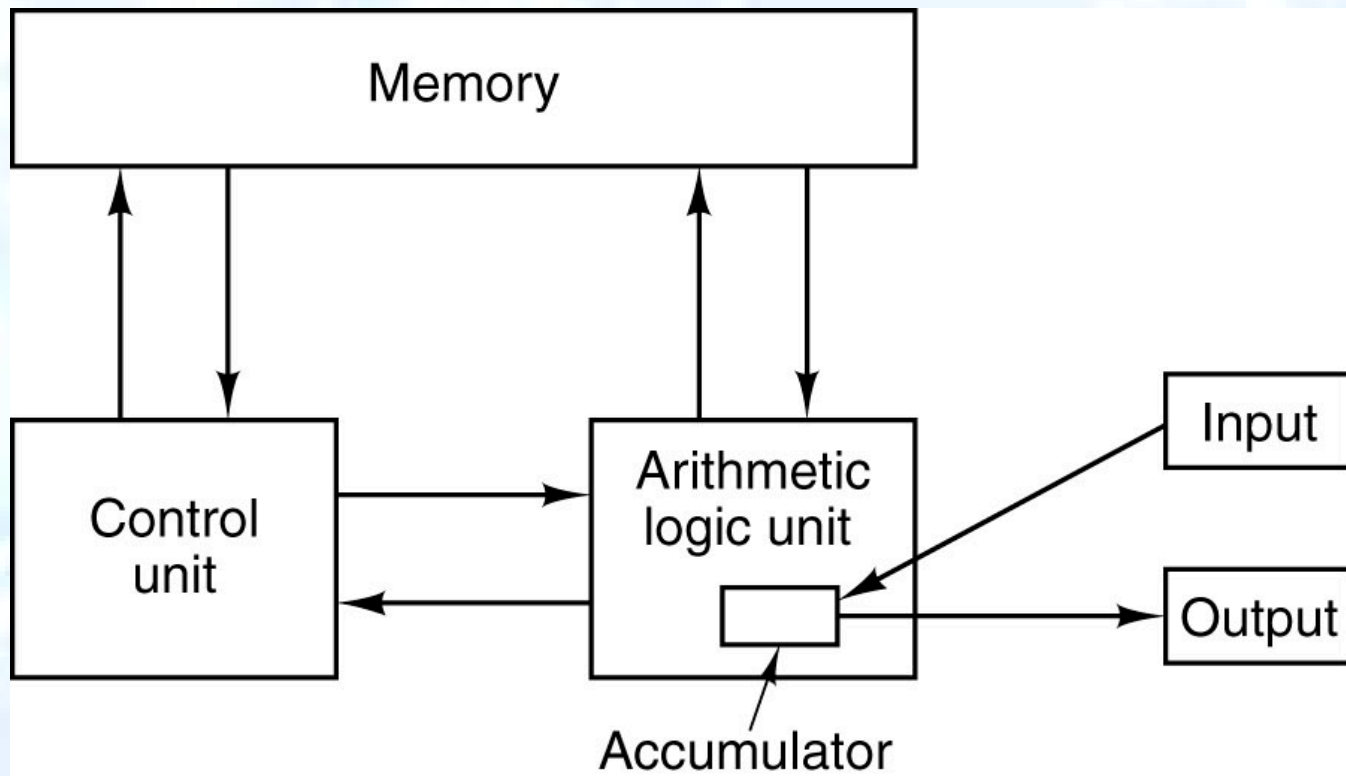 Memory
Control
unit
Arithmetic
logic unit
Input
Output
Accumulator